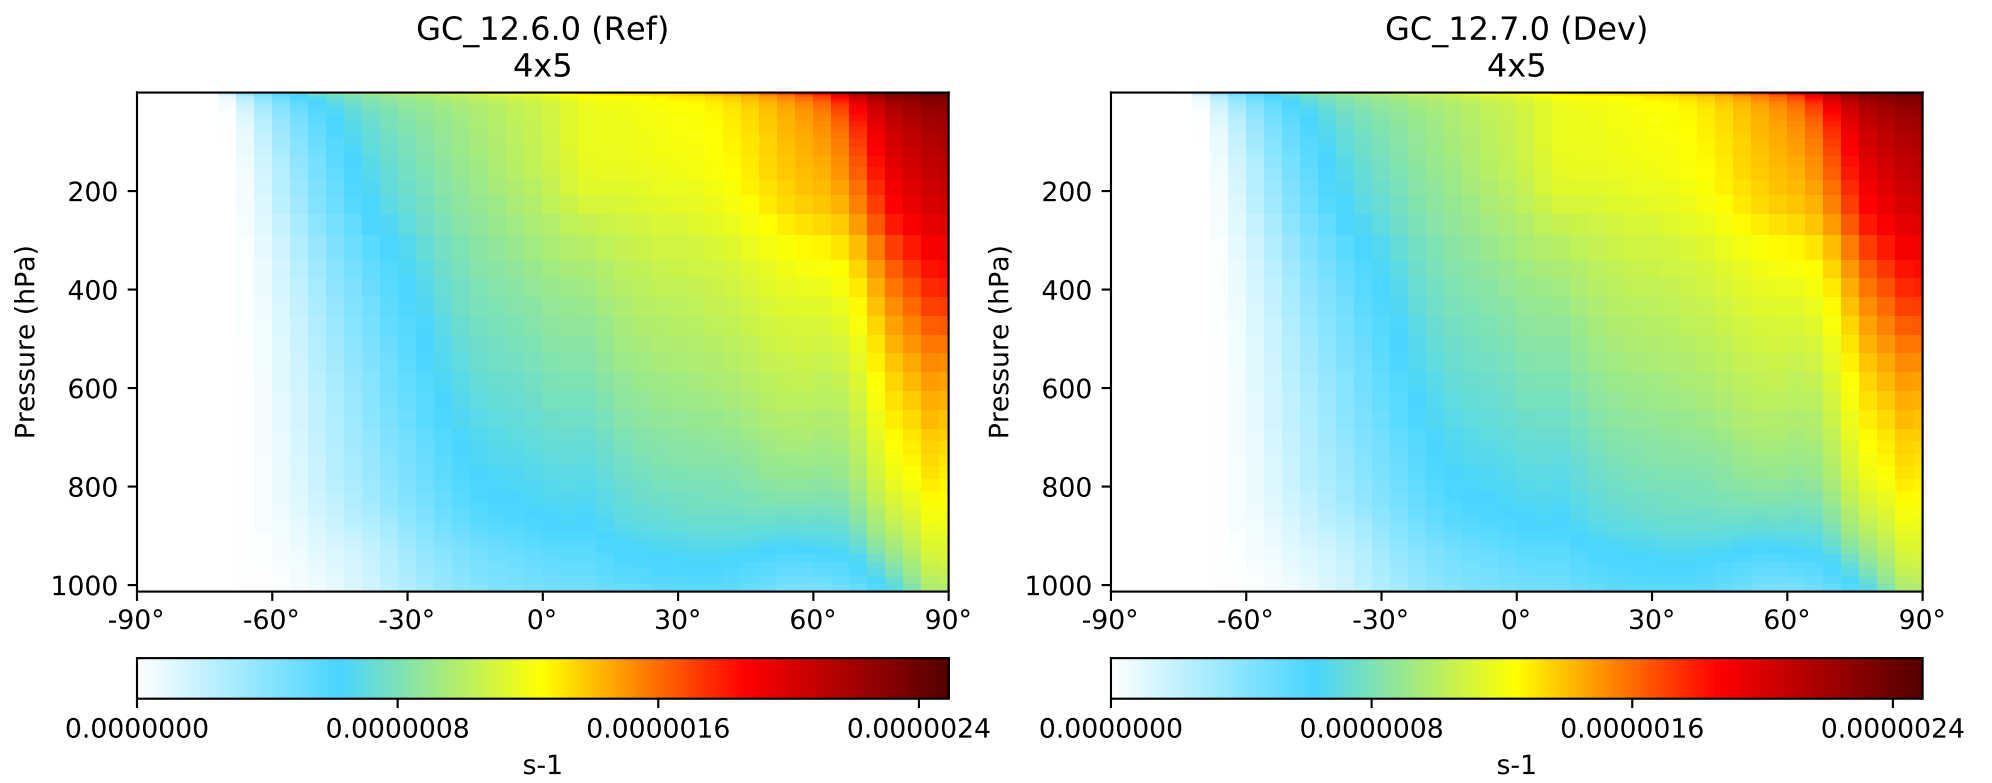 GC_12.6.0 (Ref)
4x5
Pressure (hPa)
200
400
600
800
1000
-90° -60° -30° 0° 30° 60° 90°
0.0000000 0.0000008 0.0000016 0.0000024
s-1
GC_12.7.0 (Dev)
4x5
Pressure (hPa)
200
400
600
800
1000
-90° -60° -30° 0° 30° 60° 90°
0.0000000 0.0000008 0.0000016 0.0000024
s-1